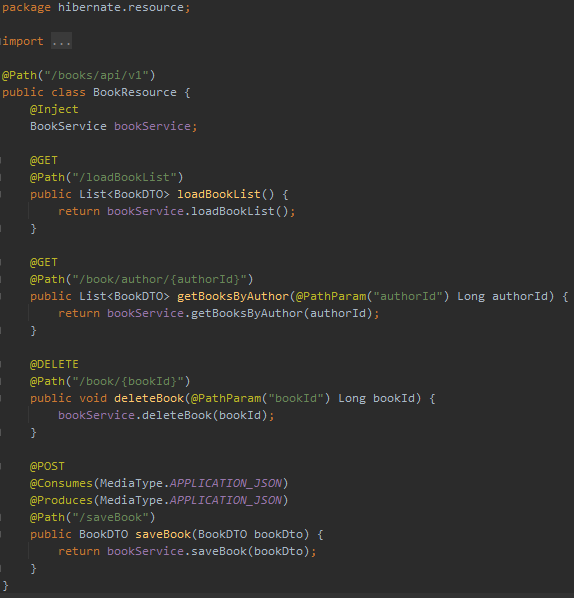 package hibernate.resource;
import ...
@Path("/books/api/v1")
public class BookResource {
@Inject
BookService bookService;
@GET
@Path("/loadBookList")
public List<BookDTO> loadBookList() {
return bookService.loadBookList();
}
@GET
@Path("/book/author/{authorId}")
public List<BookDTO> getBooksByAuthor(@PathParam("authorId") Long authorId) {
return bookService.getBooksByAuthor(authorId);
}
@DELETE
@Path("/book/{bookId}")
public void deleteBook(@PathParam("bookId") Long bookId) {
bookService.deleteBook(bookId);
}
@POST
@Consumes(MediaType.APPLICATION_JSON)
@Produces(MediaType.APPLICATION_JSON)
@Path("/saveBook")
public BookDTO saveBook(BookDTO bookDto) {
return bookService.saveBook(bookDto);
}
}